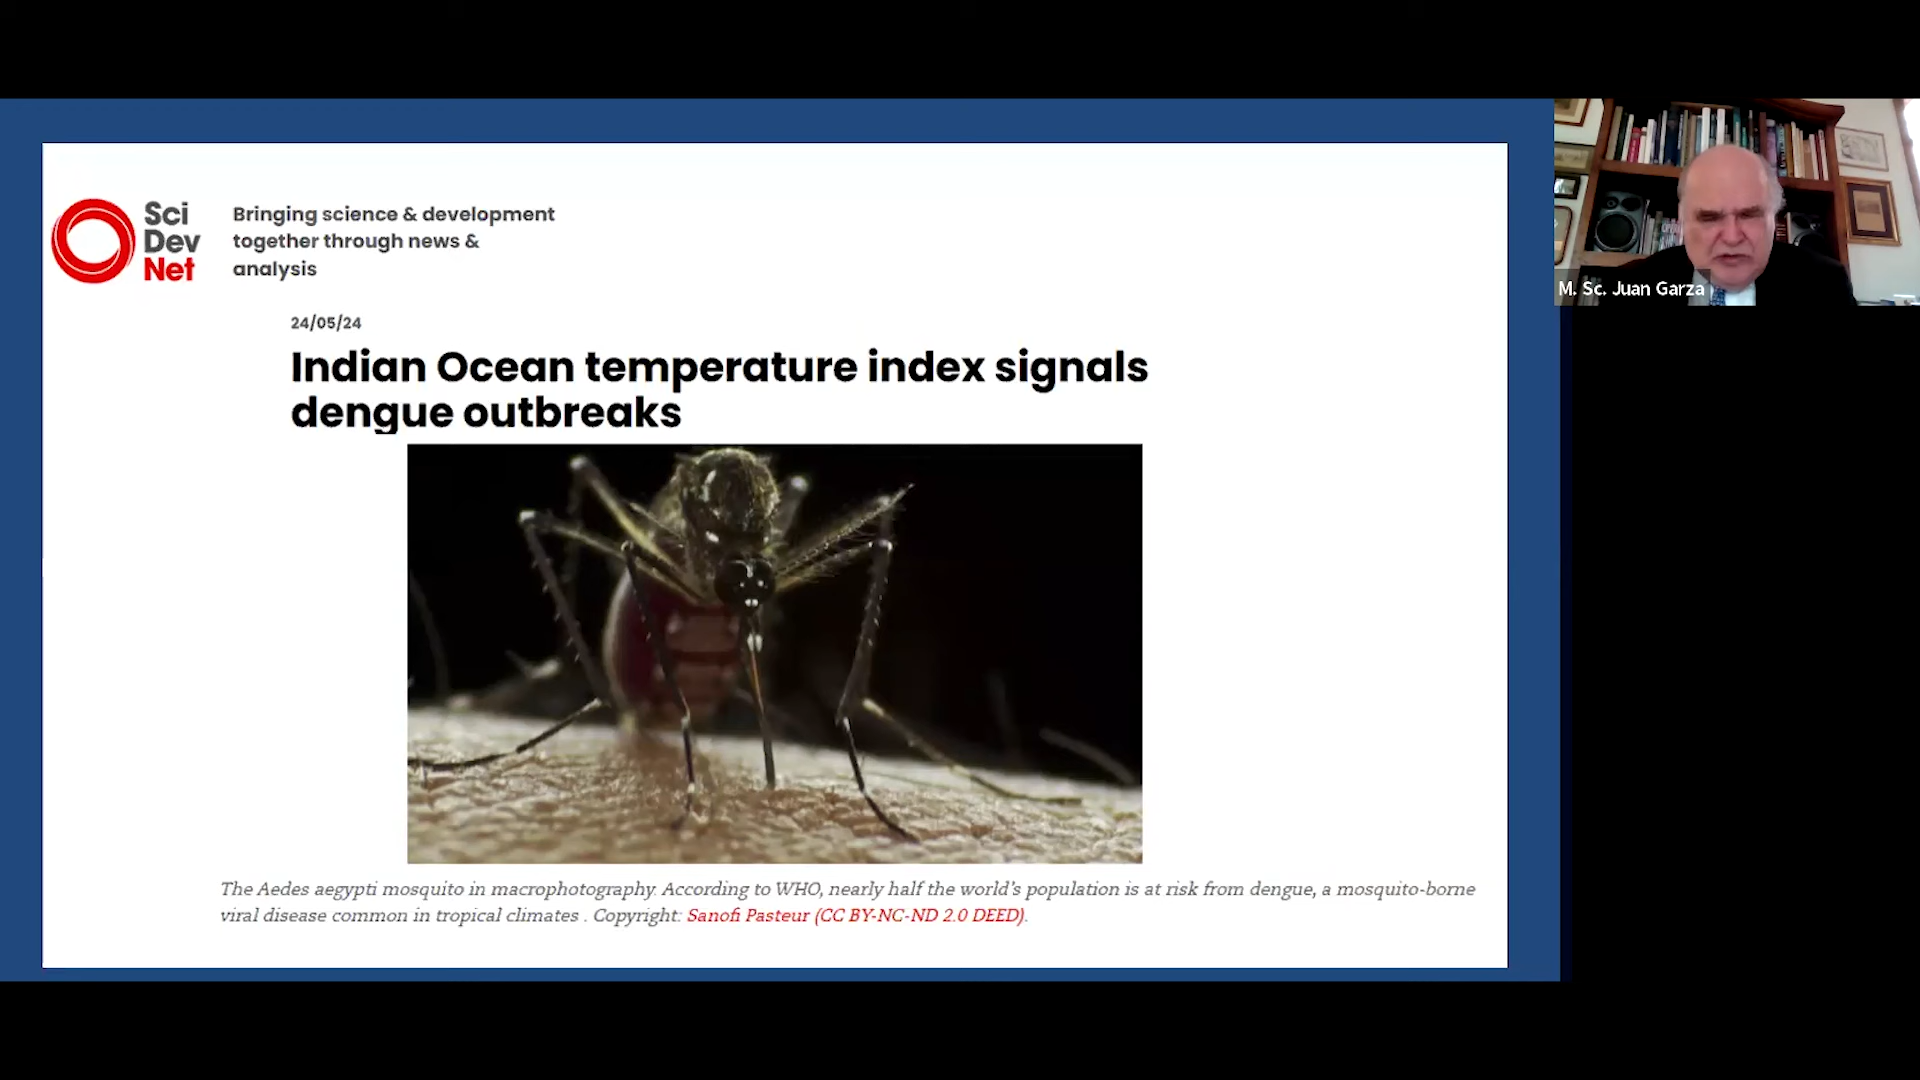 Sci
Dev
Net
Bringing science & development
together through news &
analysis
24/05/24
Indian Ocean temperature index signals
dengue outbreaks
The Aedes aegypti mosquito in macrophotography. According to WHO, nearly half the world's population is at risk from dengue, a mosquito-borne
viral disease common in tropical climates . Copyright: Sanofi Pasteur (CC BY-NC-ND 2.0 DEED).
M. Sc. Juan Garza